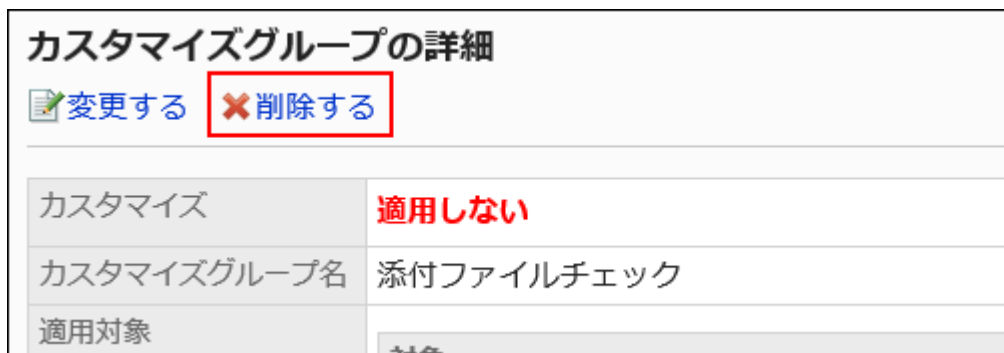 カスタマイズグループの詳細
変更する 削除する
カスタマイズ 適用しない
カスタマイズグループ名 添付ファイルチェック
適用対象